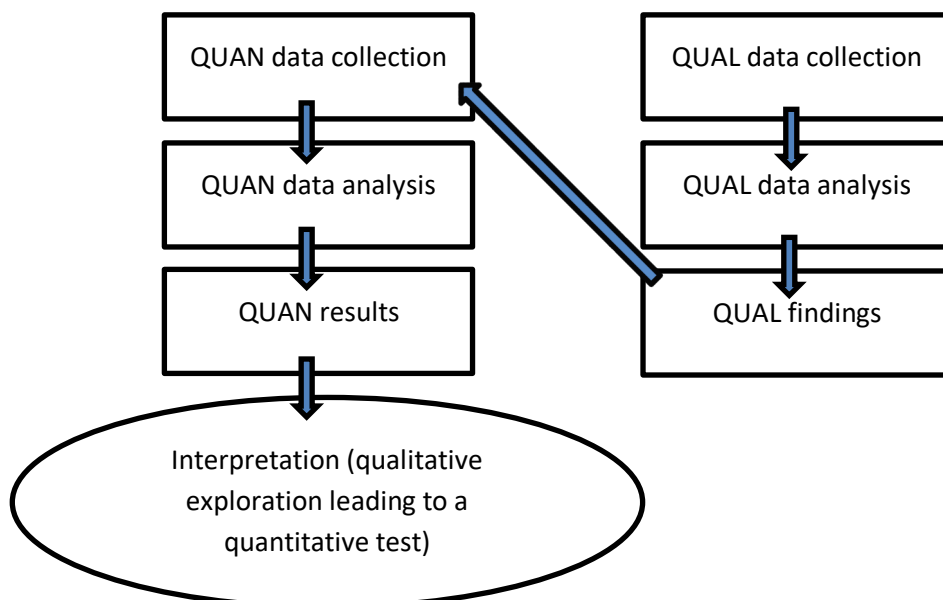 QUAN data collection
QUAL data collection
QUAN data analysis
QUAL data analysis
QUAN results
QUAL findings
Interpretation (qualitative
exploration leading to a
quantitative test)